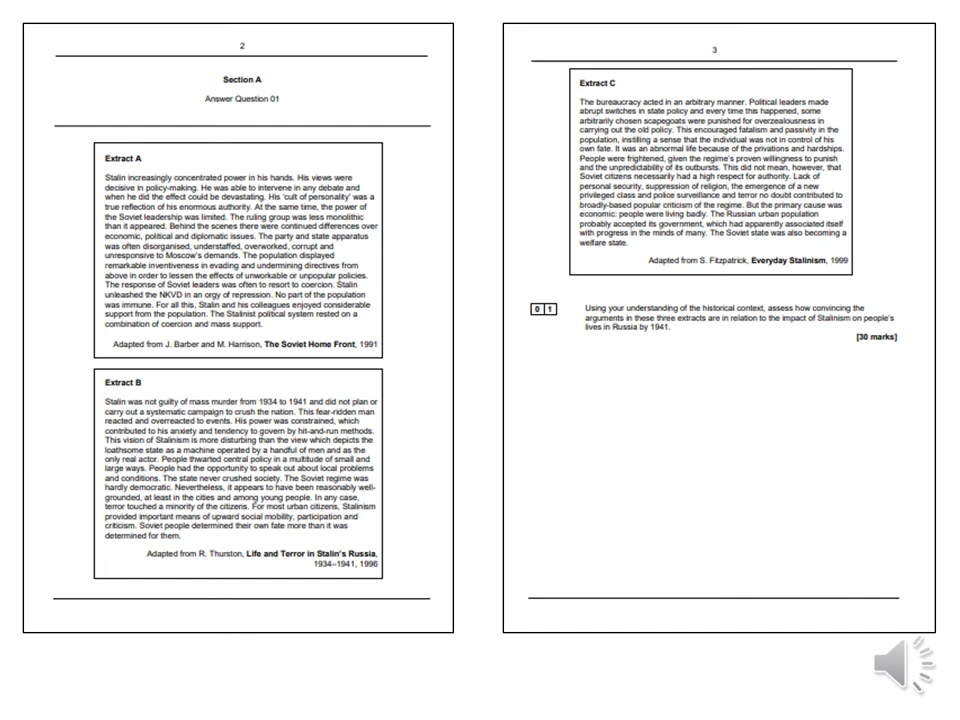 2
Section A
Answer Question 01
Extract A
Stalin increasingly concentrated power in his hands. His views were
decisive in policy-making. He was able to intervene in any debate and
when he did the effect could be devastating. His 'cult of personality' was a
true reflection of his enormous authority. At the same time, the power of
the Soviet leadership was limited. The ruling group was less monolithic
than it appeared. Behind the scenes there were continued differences over
economic, political and diplomatic issues. The party and state apparatus
was often disorganised, understaffed, overworked, corrupt and
unresponsive to Moscow's demands. The population displayed
remarkable inventiveness in evading and undermining directives from
above in order to lessen the effects of unworkable or unpopular policies.
The response of Soviet leaders was often to resort to coercion. Stalin
unleashed the NKVD in an orgy of repression. No part of the population
was immune. For all this, Stalin and his colleagues enjoyed considerable
support from the population. The Stalinist political system rested on a
combination of coercion and mass support.
Adapted from J. Barber and M. Harrison, The Soviet Home Front, 1991
Extract B
Stalin was not guilty of mass murder from 1934 to 1941 and did not plan or
carry out a systematic campaign to crush the nation. This fear-ridden man
reacted and overreacted to events. His power was constrained, which
contributed to his anxiety and tendency to govern by hit-and-run methods.
This vision of Stalinism is more disturbing than the view which depicts the
loathsome state as a machine operated by a handful of men and as the
only real actor. People thwarted central policy in a multitude of small and
large ways. People had the opportunity to speak out about local problems
and conditions. The state never crushed society. The Soviet regime was
hardly democratic. Nevertheless, it appears to have been reasonably well-
grounded, at least in the cities and among young people. In any case,
terror touched a minority of the citizens. For most urban citizens, Stalinism
provided important means of upward social mobility, participation and
criticism. Soviet people determined their own fate more than it was
determined for them.
Adapted from R. Thurston, Life and Terror in Stalin's Russia,
1934–1941, 1996
3
Extract C
The bureaucracy acted in an arbitrary manner. Political leaders made
abrupt switches in state policy and every time this happened, some
arbitrarily chosen scapegoats were punished for overzealousness in
carrying out the old policy. This encouraged fatalism and passivity in the
population, instilling a sense that the individual was not in control of his
own fate. It was an abnormal life because of the privations and hardships.
People were frightened, given the regime's proven willingness to punish
and the unpredictability of its outbursts. This did not mean, however, that
Soviet citizens necessarily had a high respect for authority. Lack of
personal security, suppression of religion, the emergence of a new
privileged class and police surveillance and terror no doubt contributed to
broadly-based popular criticism of the regime. But the primary cause was
economic: people were living badly. The Russian urban population
probably accepted its government, which had apparently associated itself
with progress in the minds of many. The Soviet state was also becoming a
welfare state.
Adapted from S. Fitzpatrick, Everyday Stalinism, 1999
0 1
Using your understanding of the historical context, assess how convincing the
arguments in these three extracts are in relation to the impact of Stalinism on people's
lives in Russia by 1941.
[30 marks]